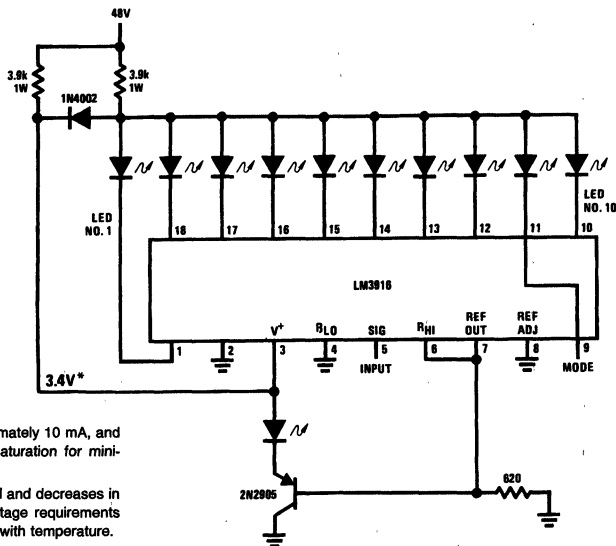 48V
3.9k
1W
3.9k
1W
1N4002
LED
NO. 1
LED
NO. 10
18
17
16
15
14
13
12
11
10
LM3916
V+
RLO
SIG
RHI
REF
OUT
REF
ADJ
1
2
3
4
5
6
7
8
9
INPUT
MODE
3.4V*
mately 10 mA, and
aturation for mini-
d and decreases in
tage requirements
with temperature.
2N2905
620